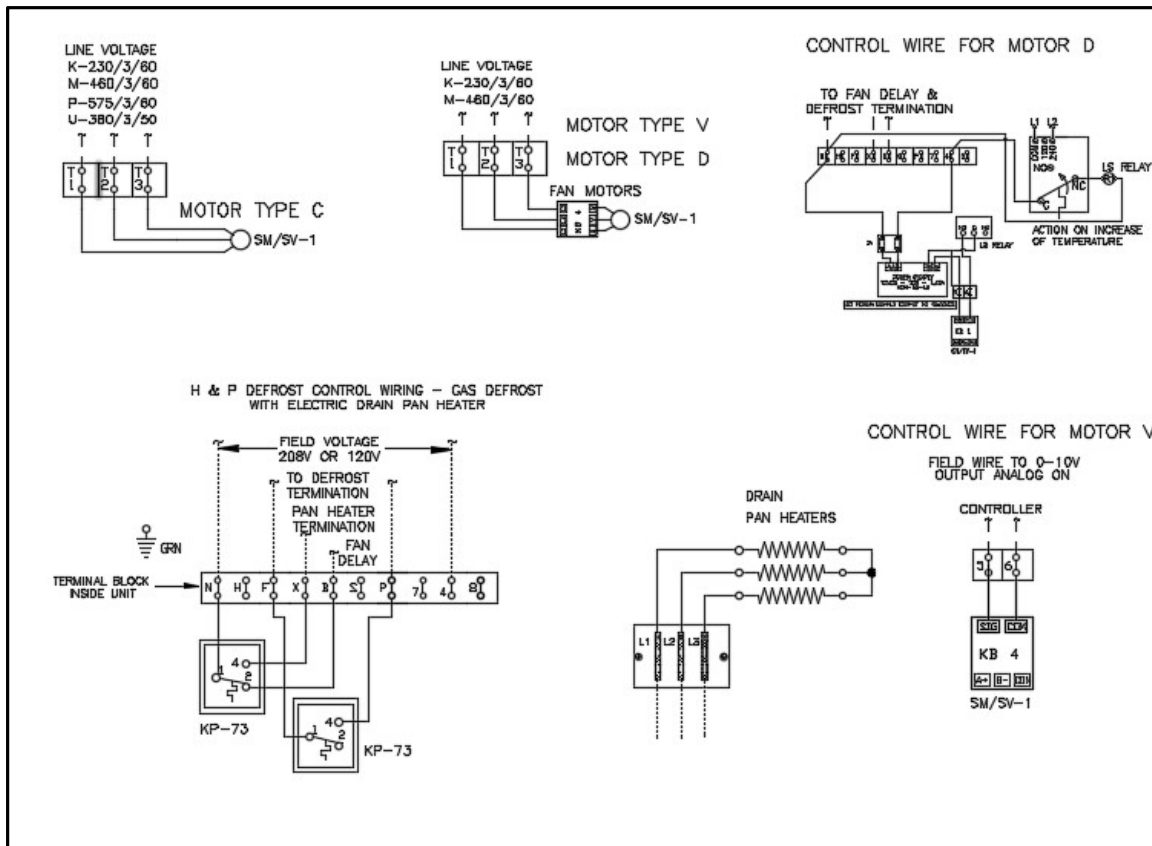 LINE VOLTAGE
K-230/3/60
M-460/3/60
P-575/3/60
U-380/3/50
T1 T2 T3
MOTOR TYPE C
SM/SV-1
LINE VOLTAGE
K-230/3/60
M-460/3/60
T1 T2 T3
MOTOR TYPE V
MOTOR TYPE D
FAN MOTORS
KB 4
SM/SV-1
CONTROL WIRE FOR MOTOR D
TO FAN DELAY &
DEFROST TERMINATION
L1 L2
LS RELAY
NC
C
ACTION ON INCREASE
OF TEMPERATURE
RELAY
POWER SUPPLY
H & P DEFROST CONTROL WIRING - GAS DEFROST
WITH ELECTRIC DRAIN PAN HEATER
FIELD VOLTAGE
208V OR 120V
TO DEFROST
TERMINATION
PAN HEATER
TERMINATION
FAN
DELAY
GRN
TERMINAL BLOCK
INSIDE UNIT
N H F X B S P 7 4 8
4
1 2
KP-73
4
1 2
KP-73
DRAIN
PAN HEATERS
L1 L2 L3
CONTROL WIRE FOR MOTOR V
FIELD WIRE TO 0-10V
OUTPUT ANALOG ON
CONTROLLER
6
SIG COM
KB 4
A+ B- COM
SM/SV-1